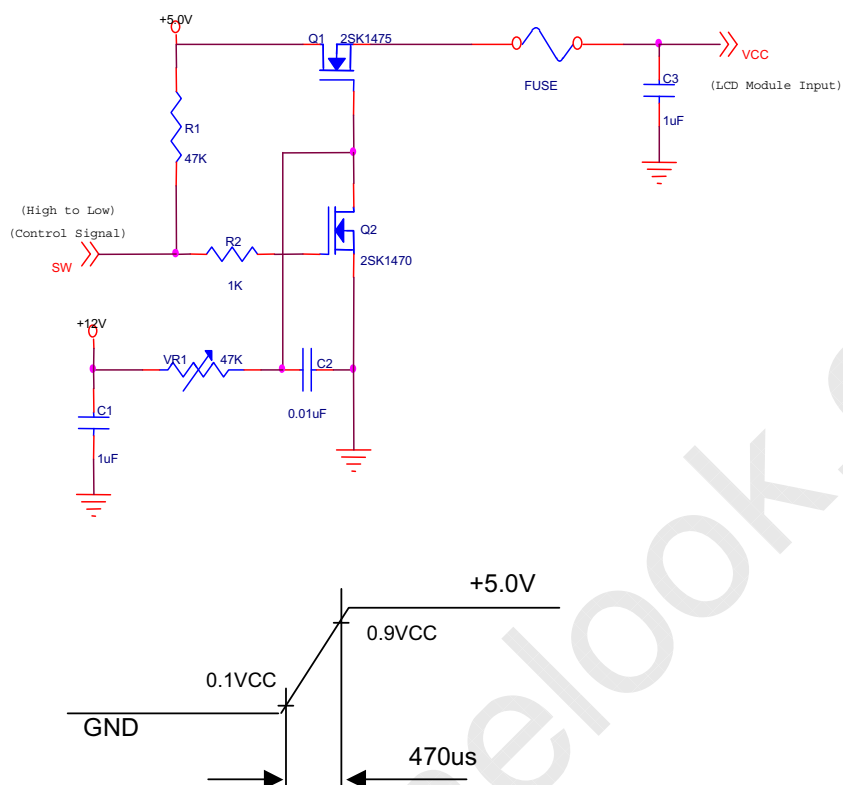 +5.0V
Q1
2SK1475
FUSE
VCC
(LCD Module Input)
C3
1uF
R1
47K
(High to Low)
(Control Signal)
SW
R2
1K
Q2
2SK1470
+12V
VR1
47K
C2
0.01uF
C1
1uF
+5.0V
0.9VCC
0.1VCC
GND
470us
elook.